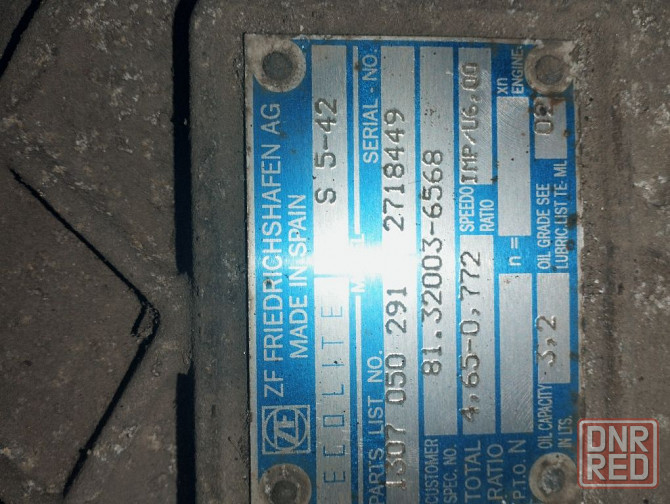 ZF FRIEDRICHSHAFEN AG
MADE IN SPAIN
ECOLITE S 5-42
PARTS LIST NO. SERIAL-NO
1307 050 291 2718449
CUSTOMER SPEC. NO. 81.32003-6568
TOTAL RATIO 4,65-0,772 SPEEDO RATIO IMP/U6,00
P.T.O. N n = xn ENGINE
OIL CAPACITY IN LTS. 3,2 OIL GRADE SEE LUBRIC.LIST TE-ML 02
DNR
RED